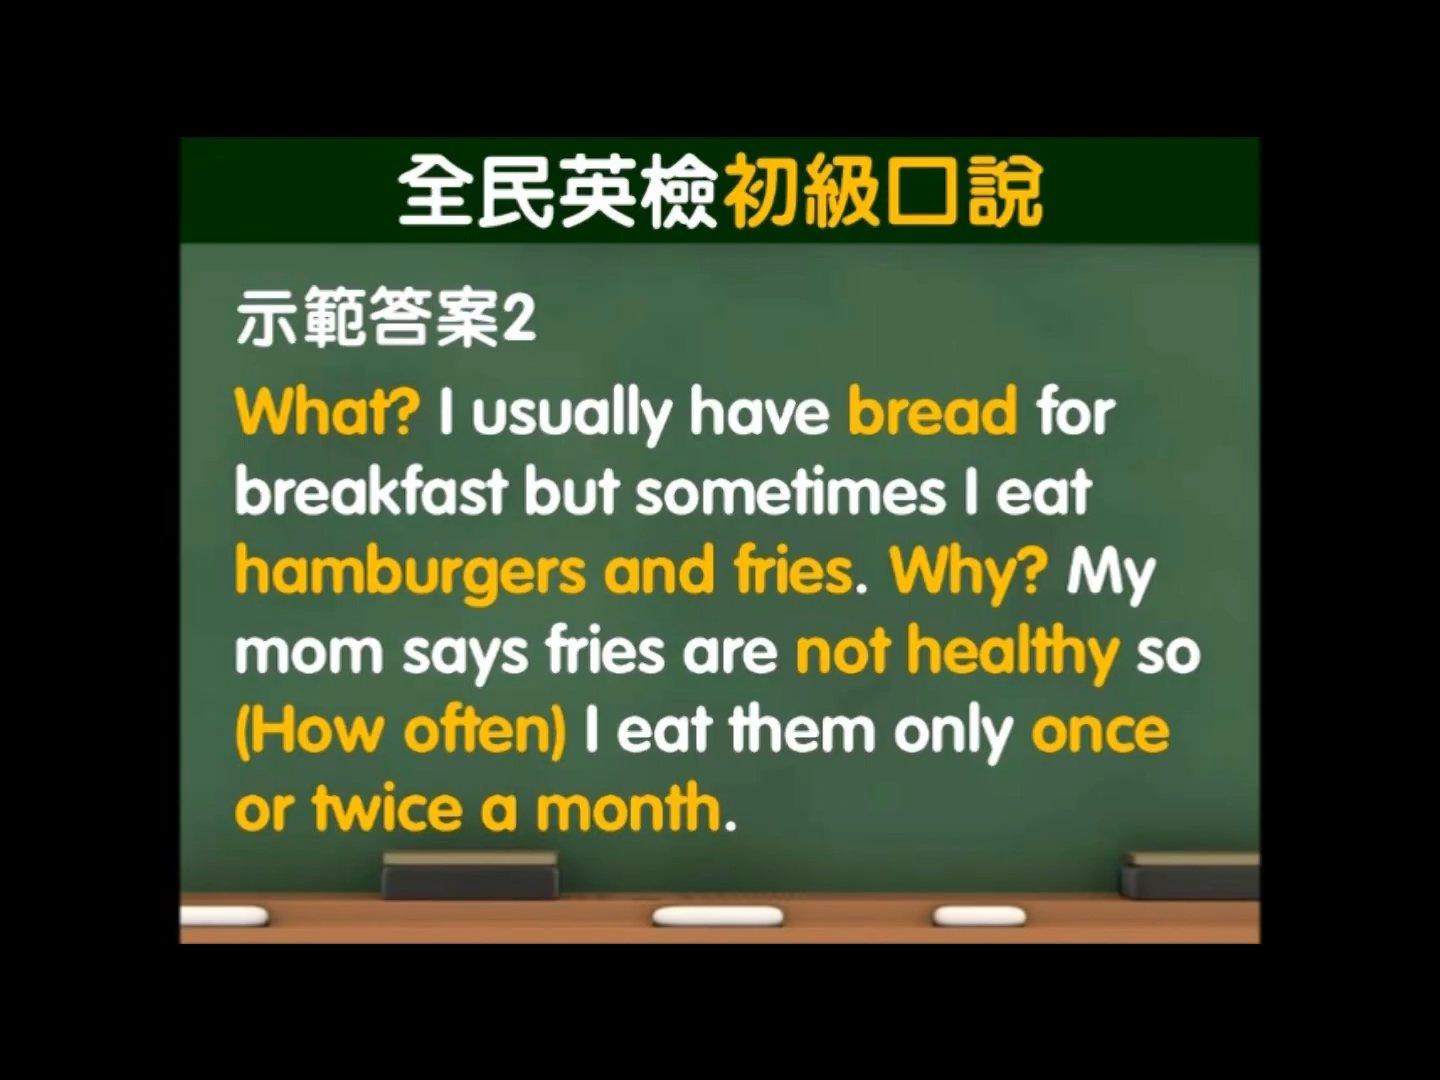 全民英檢初級口說
示範答案2
What? I usually have bread for
breakfast but sometimes I eat
hamburgers and fries. Why? My
mom says fries are not healthy so
(How often) I eat them only once
or twice a month.